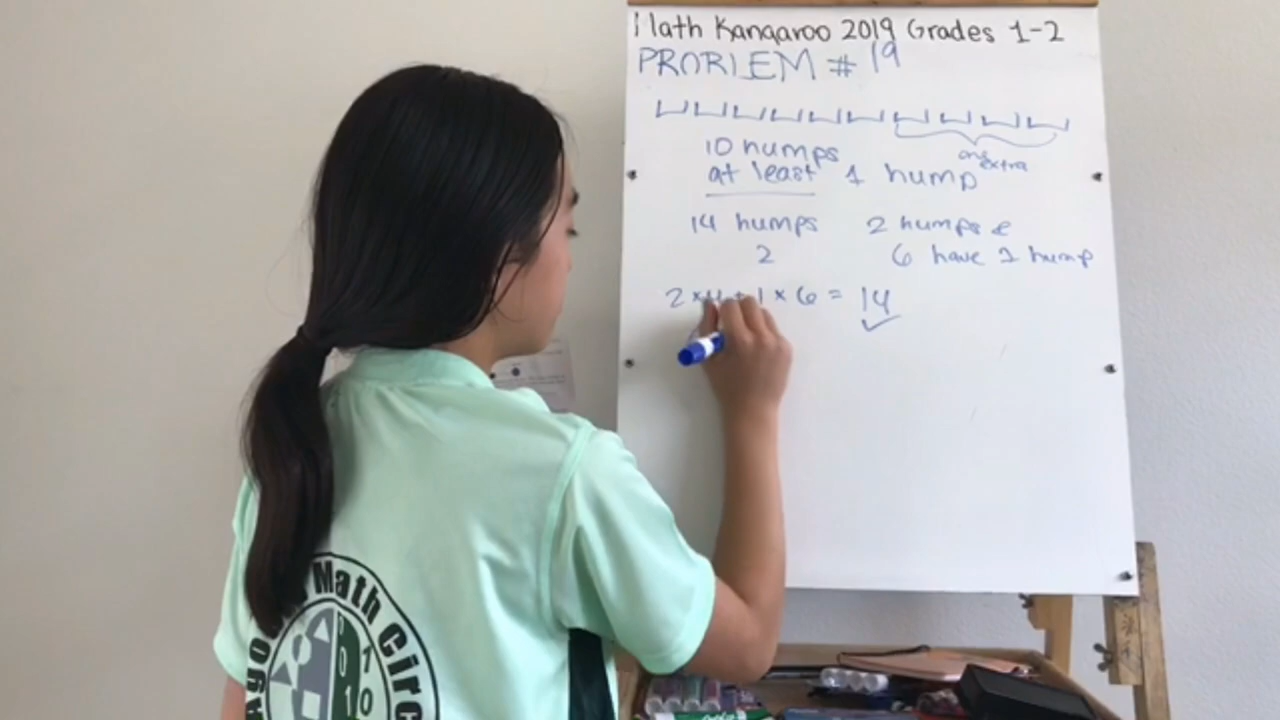 Math Kangaroo 2019 Grades 1-2
PROBLEM # 19
10 humps
at least 1 hump one extra
14 humps 2 humps &
2 6 have 1 hump
2 × 4 + 1 × 6 = 14
Math Circle